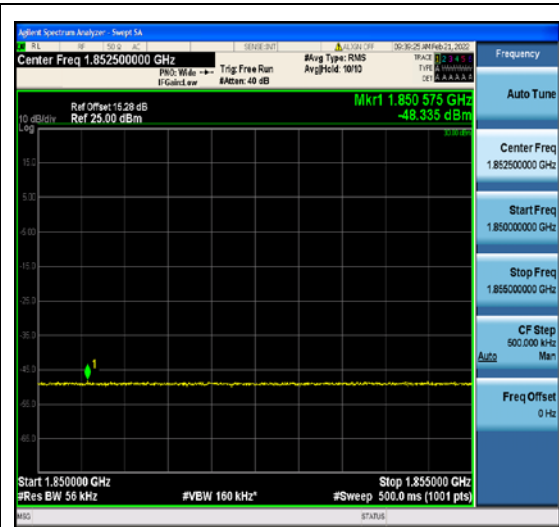 Agilent Spectrum Analyzer - Swept SA
RL RF 50 Ω AC SENSE:INT ALIGN OFF 09:39:25 AM Feb 21, 2022
Center Freq 1.852500000 GHz #Avg Type: RMS TRACE 1 2 3 4 5 6
PNO: Wide Trig: Free Run Avg|Hold: 10/10 TYPE A WWWWW
IFGain:Low #Atten: 40 dB DET A A A A A A
Frequency
Auto Tune
Center Freq
1.852500000 GHz
Start Freq
1.850000000 GHz
Stop Freq
1.855000000 GHz
CF Step
500.000 kHz
Auto Man
Freq Offset
0 Hz
Mkr1 1.850 575 GHz
Ref Offset 15.28 dB
10 dB/div Ref 25.00 dBm -48.335 dBm
Log
15.0
5.00
-5.00
-15.0
-25.0
-35.0
-45.0
-55.0
-65.0
1
Start 1.850000 GHz Stop 1.855000 GHz
#Res BW 56 kHz #VBW 160 kHz* #Sweep 500.0 ms (1001 pts)
MSG STATUS